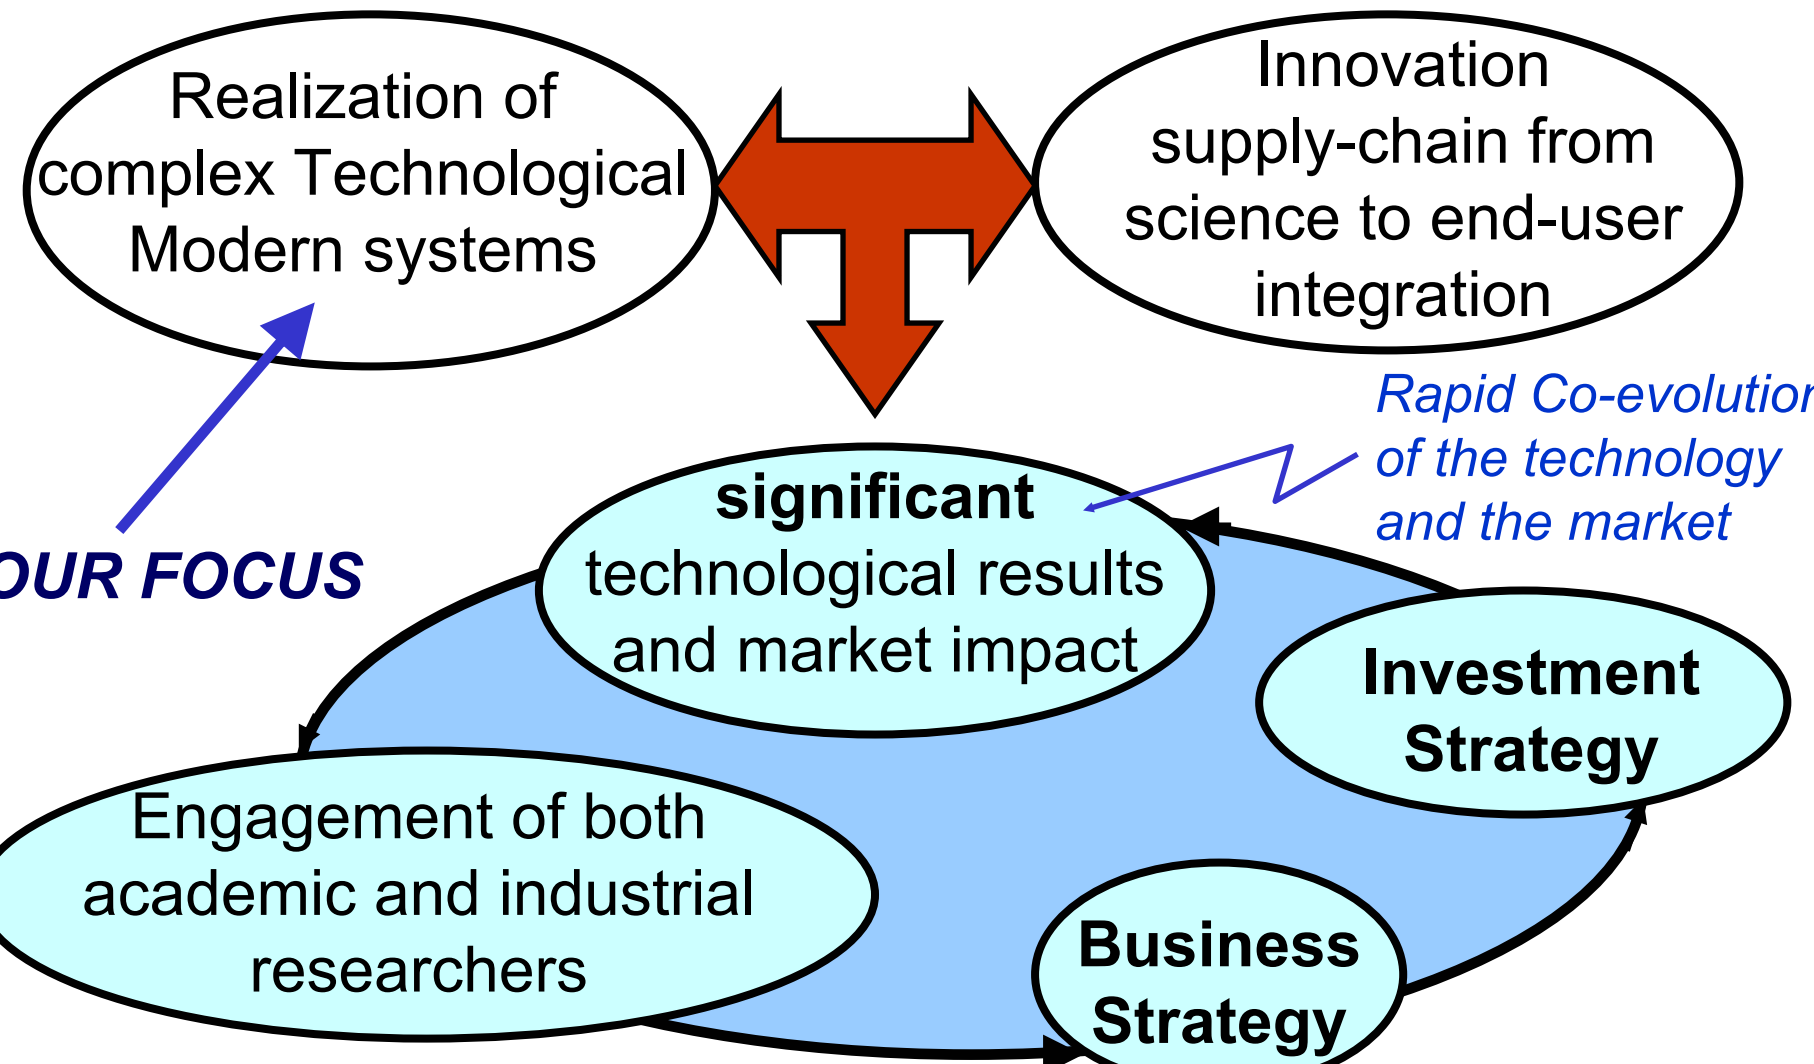 Realization of
complex Technological
Modern systems
Innovation
supply-chain from
science to end-user
integration
Rapid Co-evolution
of the technology
and the market
OUR FOCUS
significant
technological results
and market impact
Investment
Strategy
Engagement of both
academic and industrial
researchers
Business
Strategy